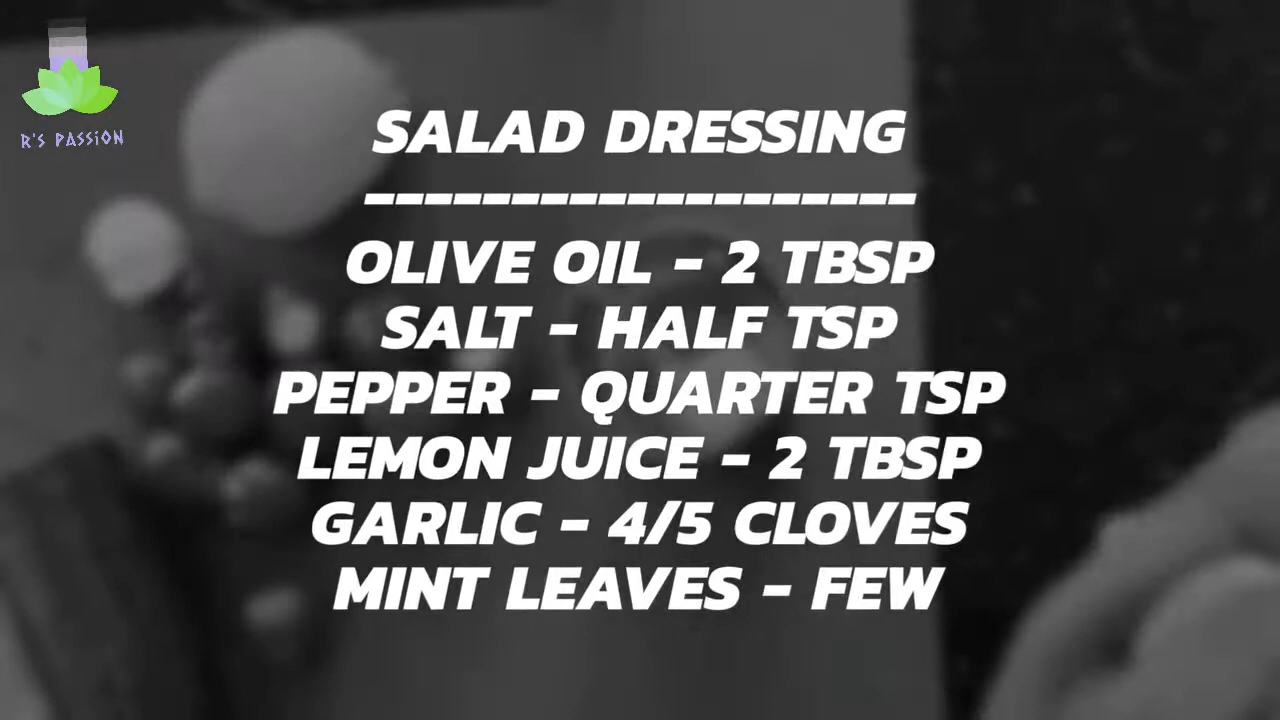 R'S PASSION
SALAD DRESSING
-------------------
OLIVE OIL - 2 TBSP
SALT - HALF TSP
PEPPER - QUARTER TSP
LEMON JUICE - 2 TBSP
GARLIC - 4/5 CLOVES
MINT LEAVES - FEW